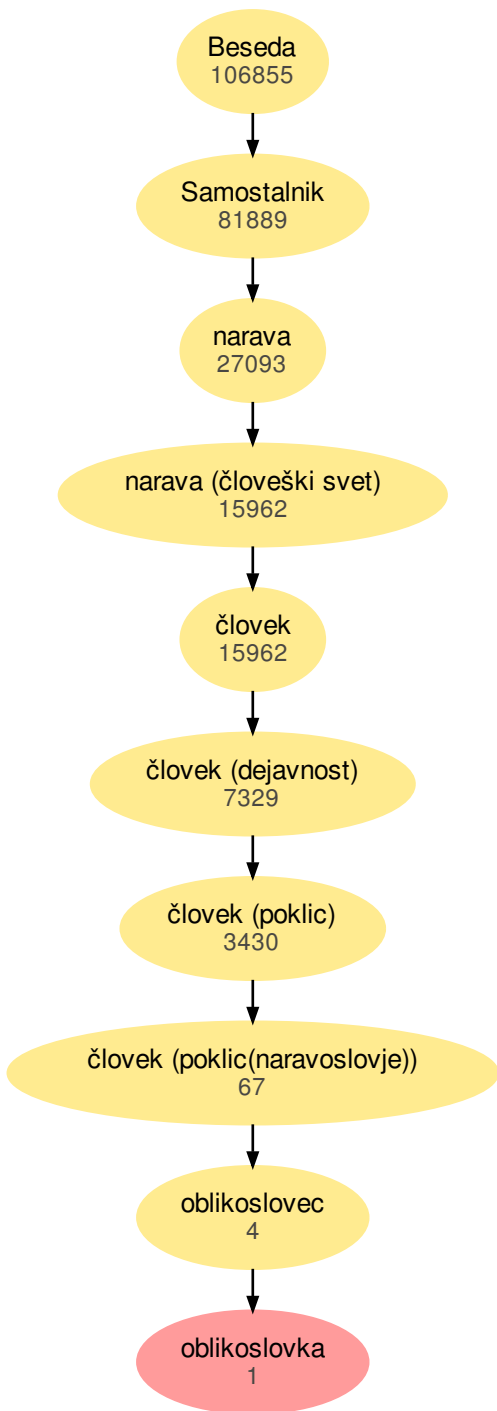 Beseda
106855
Samostalnik
81889
narava
27093
narava (človeški svet)
15962
človek
15962
človek (dejavnost)
7329
človek (poklic)
3430
človek (poklic(naravoslovje))
67
oblikoslovec
4
oblikoslovka
1